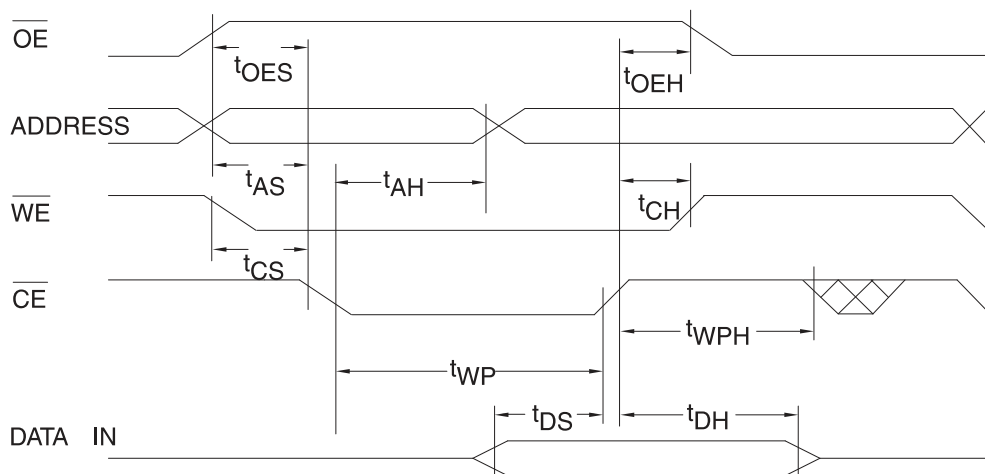 OE
tOES
tOEH
ADDRESS
tAS
tAH
WE
tCH
tCS
CE
tWPH
tWP
tDS
tDH
DATA IN